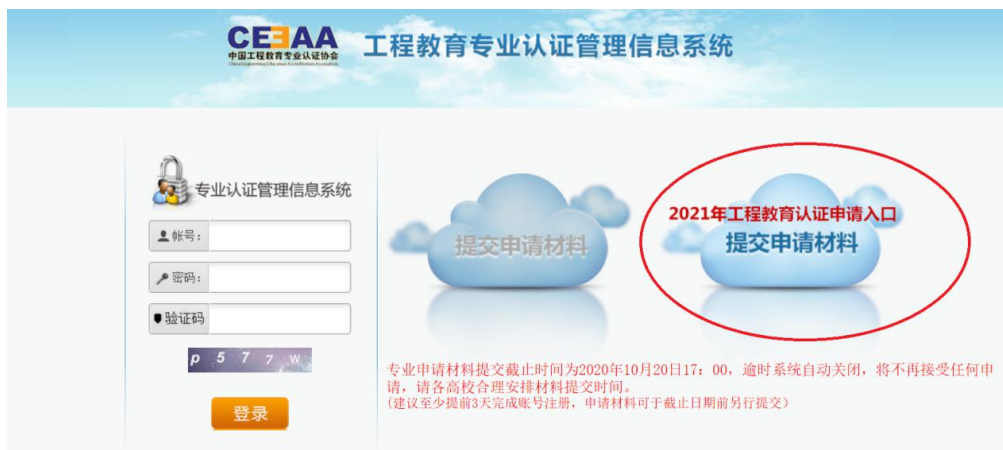 CEEAA
中国工程教育专业认证协会
工程教育专业认证管理信息系统
专业认证管理信息系统
帐号：
密码：
验证码
p 5 7 7 w
登录
提交申请材料
2021年工程教育认证申请入口
提交申请材料
专业申请材料提交截止时间为2020年10月20日17：00，逾时系统自动关闭，将不再接受任何申
请，请各高校合理安排材料提交时间。
(建议至少提前3天完成账号注册，申请材料可于截止日期前另行提交)